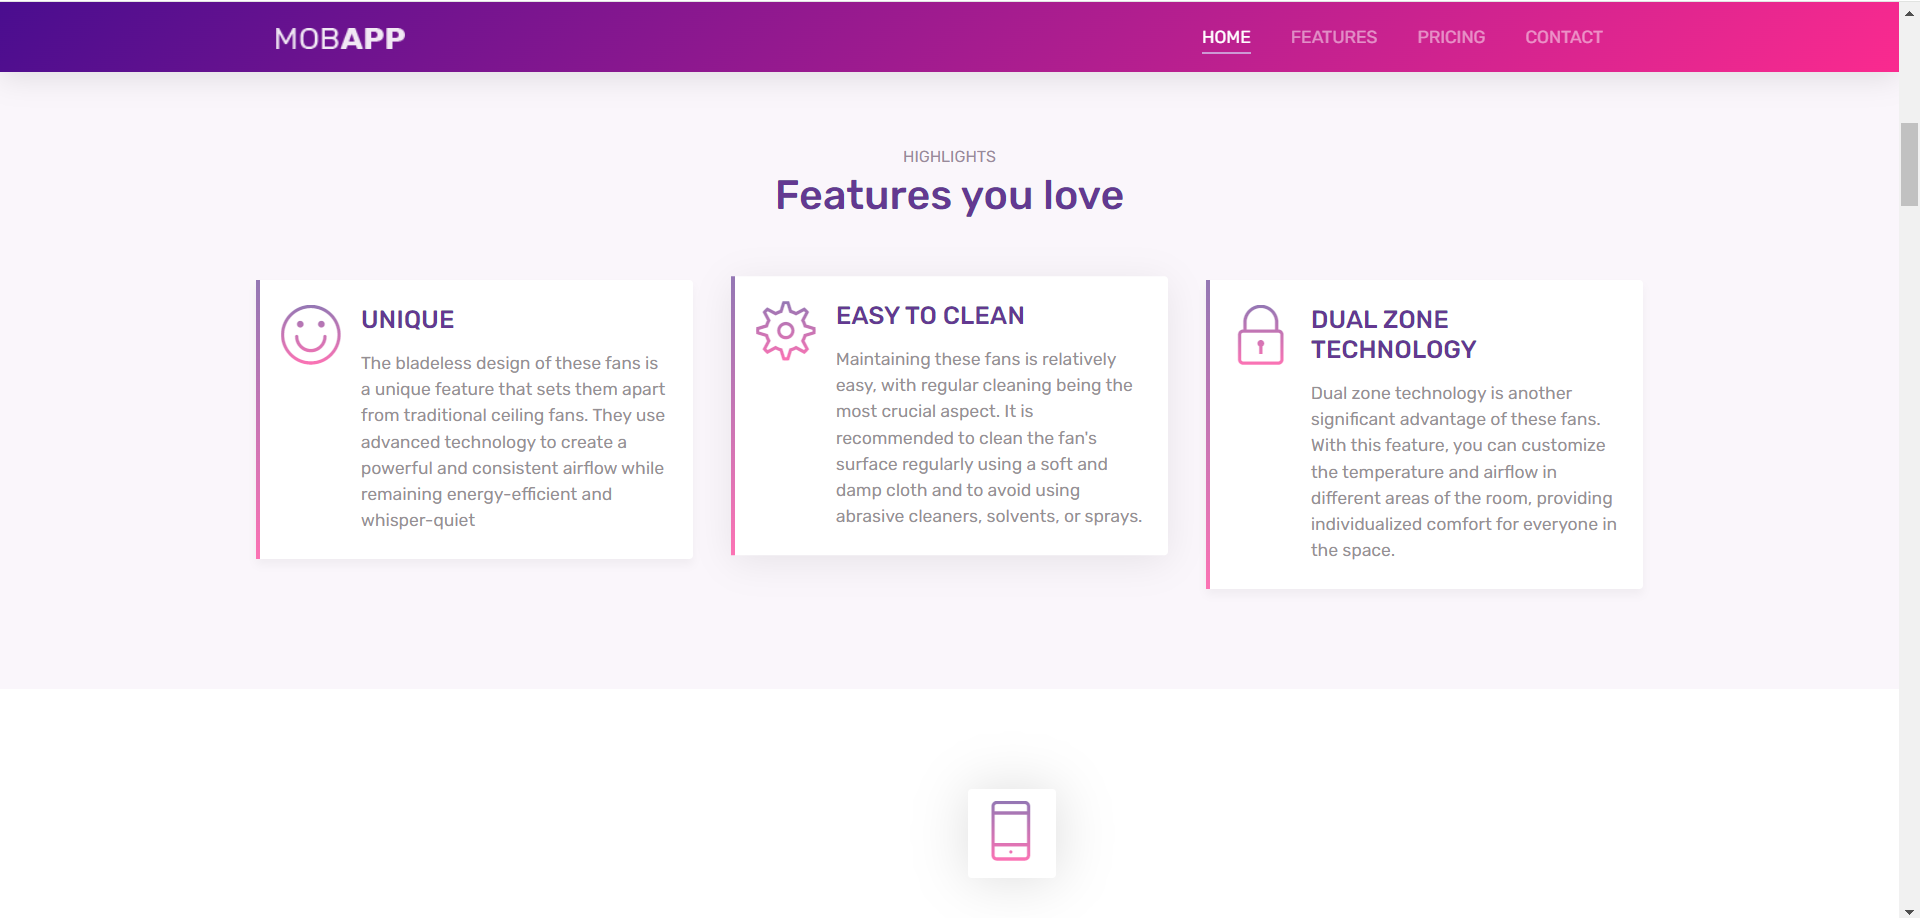 MOBAPP
HOME
FEATURES
PRICING
CONTACT
HIGHLIGHTS
Features you love
UNIQUE
The bladeless design of these fans is
a unique feature that sets them apart
from traditional ceiling fans. They use
advanced technology to create a
powerful and consistent airflow while
remaining energy-efficient and
whisper-quiet
EASY TO CLEAN
Maintaining these fans is relatively
easy, with regular cleaning being the
most crucial aspect. It is
recommended to clean the fan's
surface regularly using a soft and
damp cloth and to avoid using
abrasive cleaners, solvents, or sprays.
DUAL ZONE
TECHNOLOGY
Dual zone technology is another
significant advantage of these fans.
With this feature, you can customize
the temperature and airflow in
different areas of the room, providing
individualized comfort for everyone in
the space.